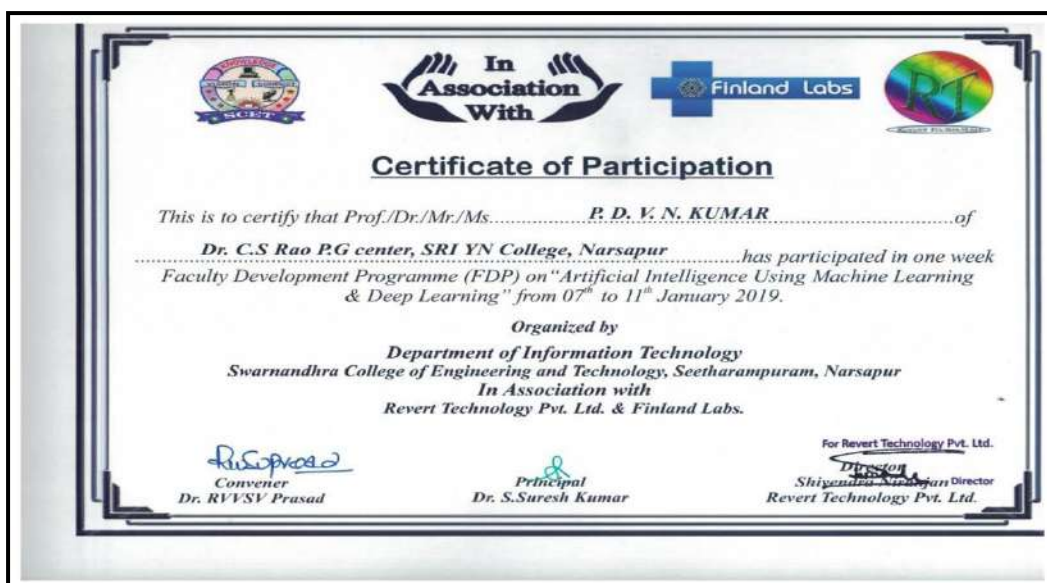 KNOWLEDGE
SCET
In
Association
With
Finland Labs
RT
Certificate of Participation
This is to certify that Prof./Dr./Mr./Ms. P. D. V. N. KUMAR of
Dr. C.S Rao P.G center, SRI YN College, Narsapur has participated in one week
Faculty Development Programme (FDP) on “Artificial Intelligence Using Machine Learning
& Deep Learning” from 07th to 11th January 2019.
Organized by
Department of Information Technology
Swarnandhra College of Engineering and Technology, Seetharampuram, Narsapur
In Association with
Revert Technology Pvt. Ltd. & Finland Labs.
For Revert Technology Pvt. Ltd.
Convener
Principal
Director
Dr. RVVSV Prasad
Dr. S.Suresh Kumar
Shivendra Niranjan Director
Revert Technology Pvt. Ltd.